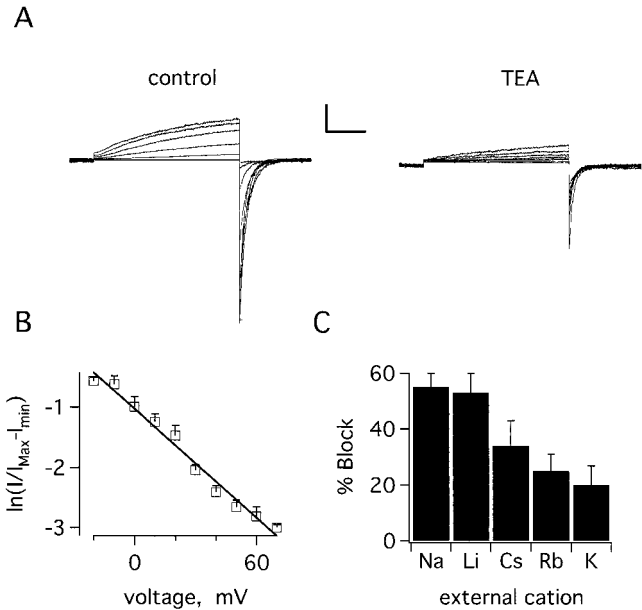 A
control
TEA
B
C
ln(I/I_Max-I_min)
-1
-2
-3
0
60
voltage, mV
% Block
60
40
20
0
Na Li Cs Rb K
external cation